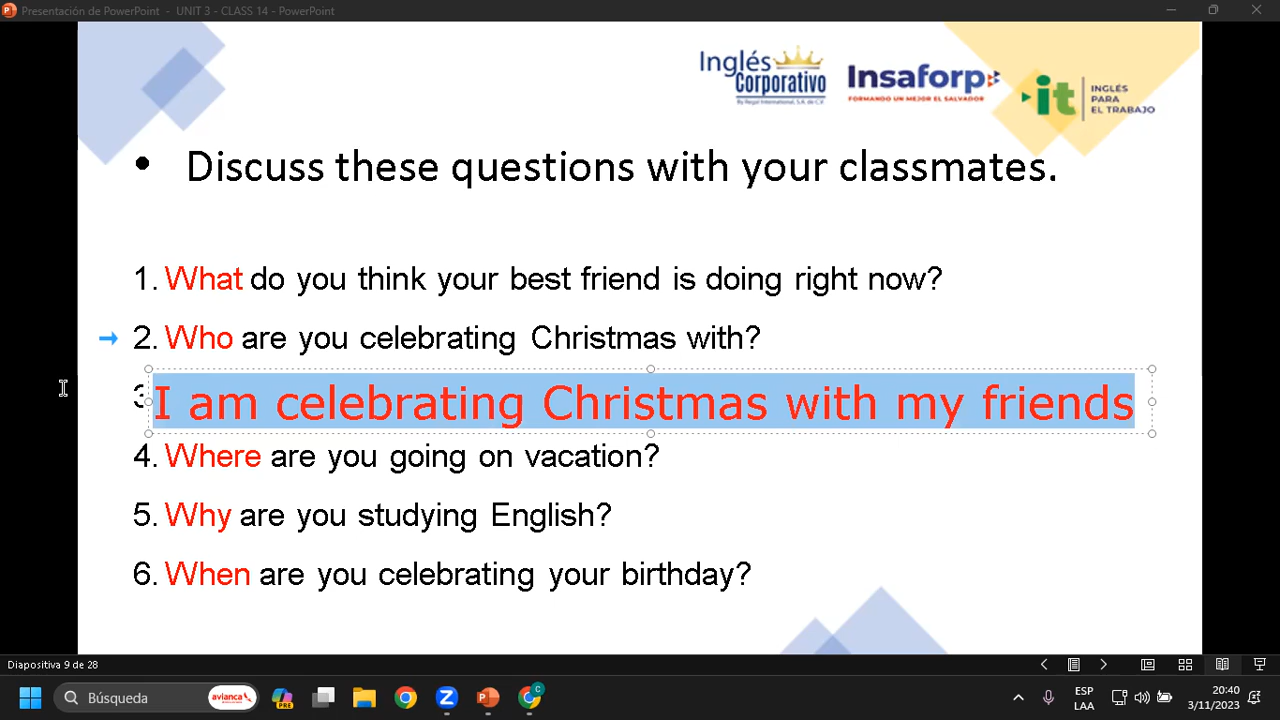 Presentación de PowerPoint - UNIT 3 - CLASS 14 - PowerPoint
Inglés
Corporativo
By Regal International, S.A. de C.V.
Insaforp
FORMANDO UN MEJOR EL SALVADOR
it
INGLÉS
PARA
EL TRABAJO
• Discuss these questions with your classmates.
1. What do you think your best friend is doing right now?
2. Who are you celebrating Christmas with?
3
I am celebrating Christmas with my friends
4. Where are you going on vacation?
5. Why are you studying English?
6. When are you celebrating your birthday?
Diapositiva 9 de 28
Búsqueda
avianca
PRE
C
ESP
LAA
20:40
3/11/2023